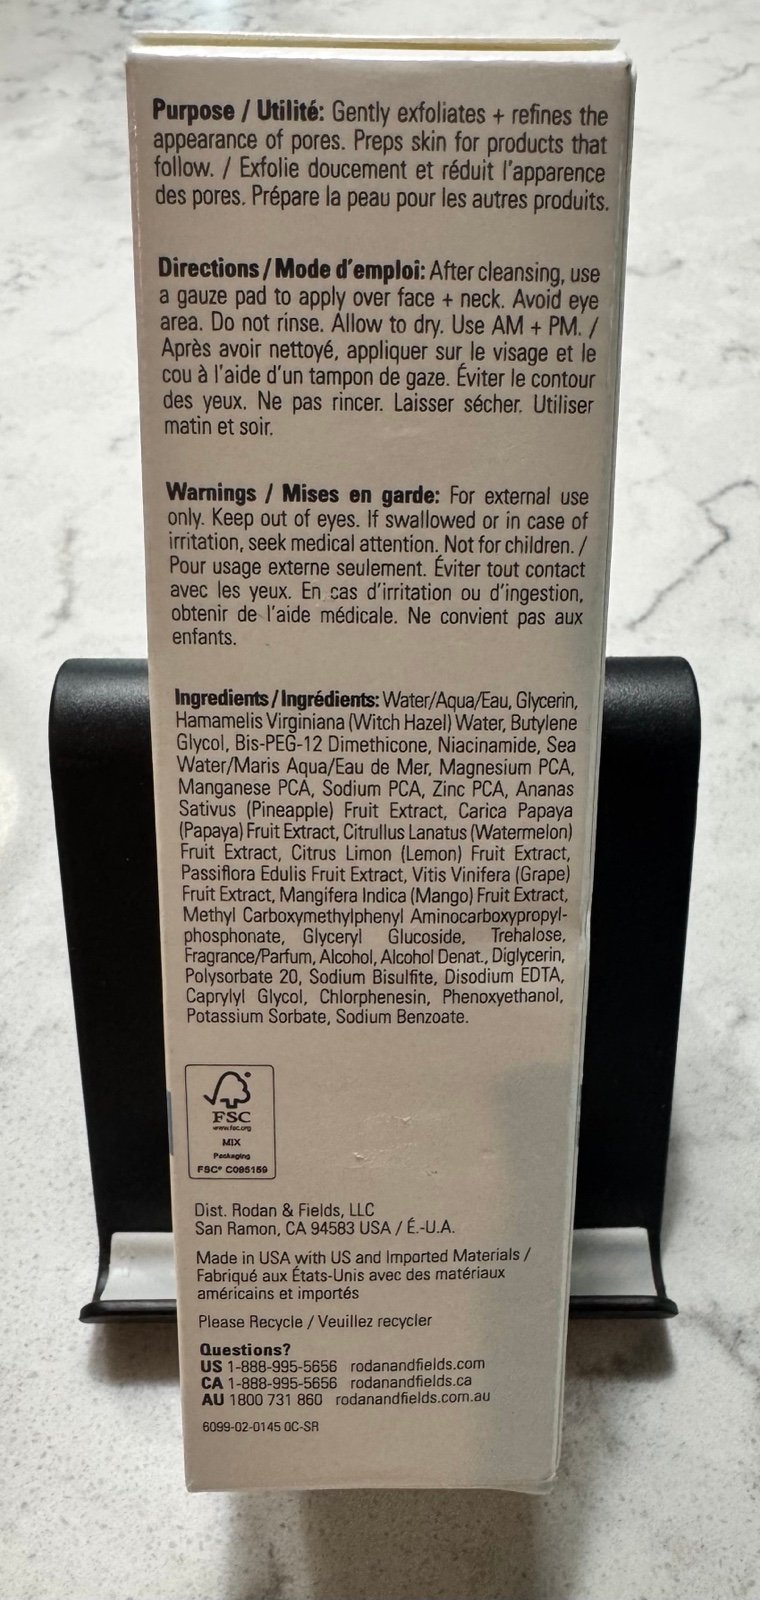 Purpose / Utilité: Gently exfoliates + refines the
appearance of pores. Preps skin for products that
follow. / Exfolie doucement et réduit l'apparence
des pores. Prépare la peau pour les autres produits.
Directions / Mode d'emploi: After cleansing, use
a gauze pad to apply over face + neck. Avoid eye
area. Do not rinse. Allow to dry. Use AM + PM. /
Après avoir nettoyé, appliquer sur le visage et le
cou à l'aide d'un tampon de gaze. Éviter le contour
des yeux. Ne pas rincer. Laisser sécher. Utiliser
matin et soir.
Warnings / Mises en garde: For external use
only. Keep out of eyes. If swallowed or in case of
irritation, seek medical attention. Not for children. /
Pour usage externe seulement. Éviter tout contact
avec les yeux. En cas d'irritation ou d'ingestion,
obtenir de l'aide médicale. Ne convient pas aux
enfants.
Ingredients / Ingrédients: Water/Aqua/Eau, Glycerin,
Hamamelis Virginiana (Witch Hazel) Water, Butylene
Glycol, Bis-PEG-12 Dimethicone, Niacinamide, Sea
Water/Maris Aqua/Eau de Mer, Magnesium PCA,
Manganese PCA, Sodium PCA, Zinc PCA, Ananas
Sativus (Pineapple) Fruit Extract, Carica Papaya
(Papaya) Fruit Extract, Citrullus Lanatus (Watermelon)
Fruit Extract, Citrus Limon (Lemon) Fruit Extract,
Passiflora Edulis Fruit Extract, Vitis Vinifera (Grape)
Fruit Extract, Mangifera Indica (Mango) Fruit Extract,
Methyl Carboxymethylphenyl Aminocarboxypropyl-
phosphonate, Glyceryl Glucoside, Trehalose,
Fragrance/Parfum, Alcohol, Alcohol Denat., Diglycerin,
Polysorbate 20, Sodium Bisulfite, Disodium EDTA,
Caprylyl Glycol, Chlorphenesin, Phenoxyethanol,
Potassium Sorbate, Sodium Benzoate.
FSC
www.fsc.org
MIX
Packaging
FSC® C095159
Dist. Rodan & Fields, LLC
San Ramon, CA 94583 USA / É.-U.A.
Made in USA with US and Imported Materials /
Fabriqué aux États-Unis avec des matériaux
américains et importés
Please Recycle / Veuillez recycler
Questions?
US 1-888-995-5656 rodanandfields.com
CA 1-888-995-5656 rodanandfields.ca
AU 1800 731 860 rodanandfields.com.au
6099-02-0145 0C-SR